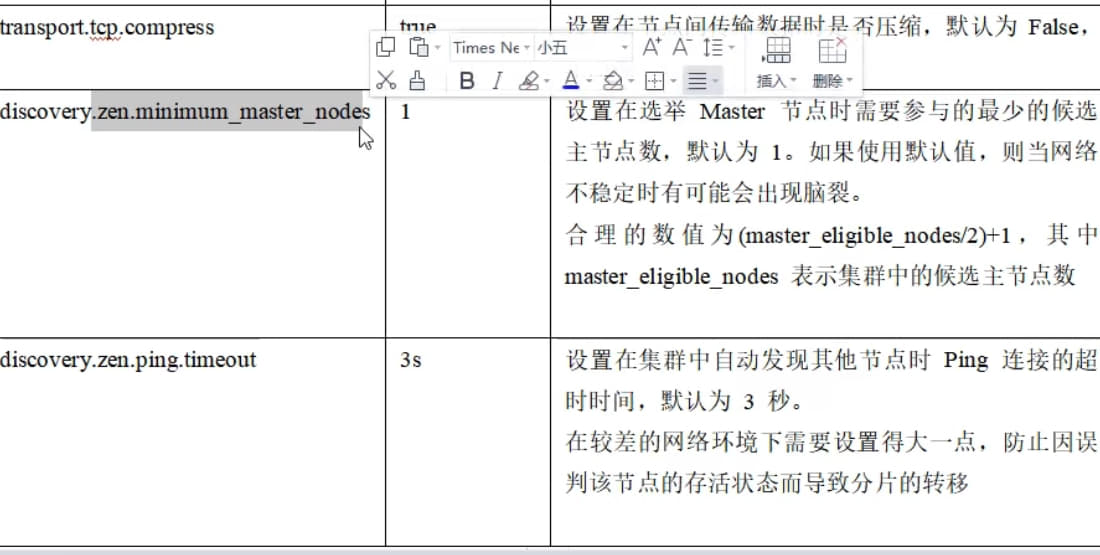 transport.tcp.compress true 设置在节点间传输数据时是否压缩，默认为 False，
Times Ne 小五 A+ A-
B I A 插入 删除
discovery.zen.minimum_master_nodes 1 设置在选举 Master 节点时需要参与的最少的候选
主节点数，默认为 1。如果使用默认值，则当网络
不稳定时有可能会出现脑裂。
合理的数值为(master_eligible_nodes/2)+1，其中
master_eligible_nodes 表示集群中的候选主节点数
discovery.zen.ping.timeout 3s 设置在集群中自动发现其他节点时 Ping 连接的超
时时间，默认为 3 秒。
在较差的网络环境下需要设置得大一点，防止因误
判该节点的存活状态而导致分片的转移